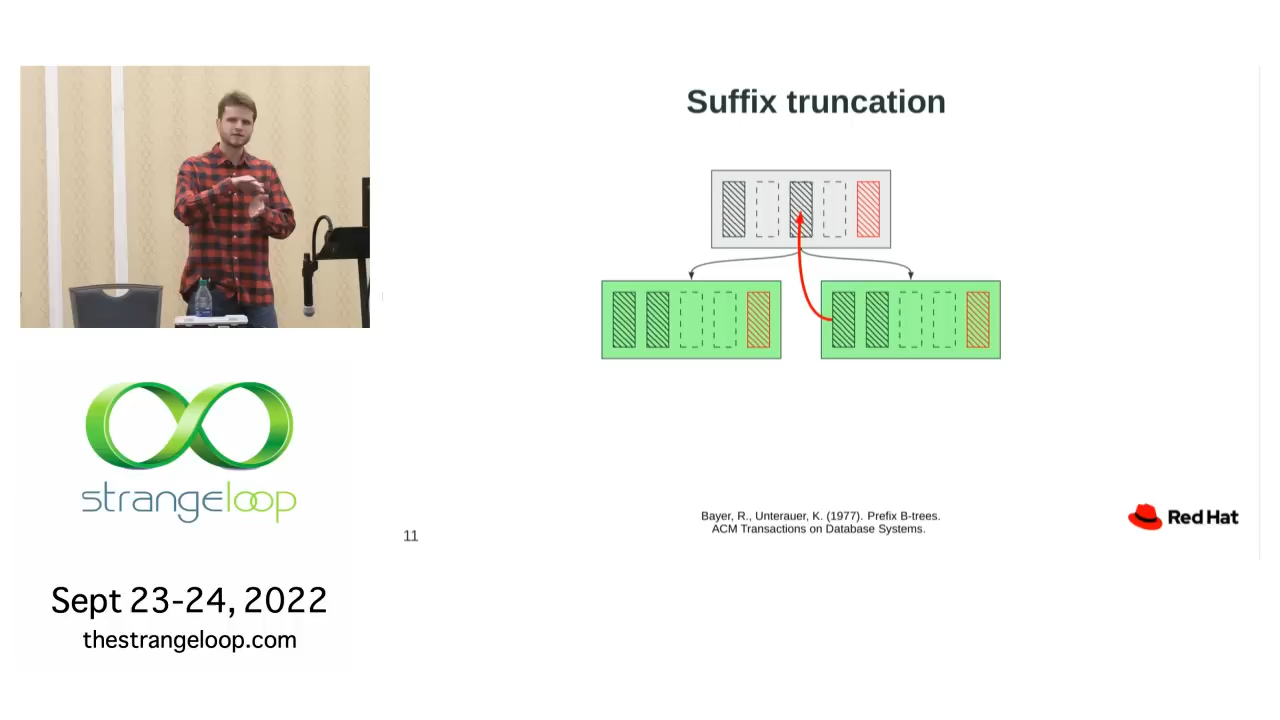 Suffix truncation
strangeloop
Bayer, R., Unterauer, K. (1977). Prefix B-trees.
ACM Transactions on Database Systems.
Red Hat
11
Sept 23-24, 2022
thestrangeloop.com